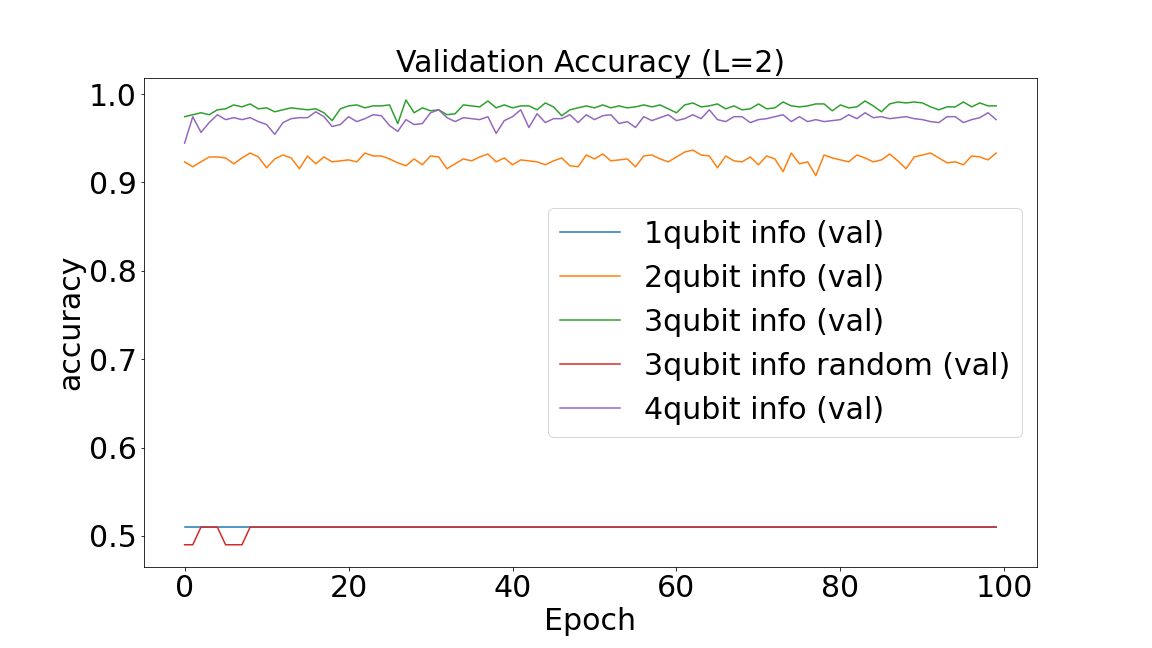 Validation Accuracy (L=2)
1.0
0.9
0.8
0.7
0.6
0.5
accuracy
1qubit info (val)
2qubit info (val)
3qubit info (val)
3qubit info random (val)
4qubit info (val)
0 20 40 60 80 100
Epoch